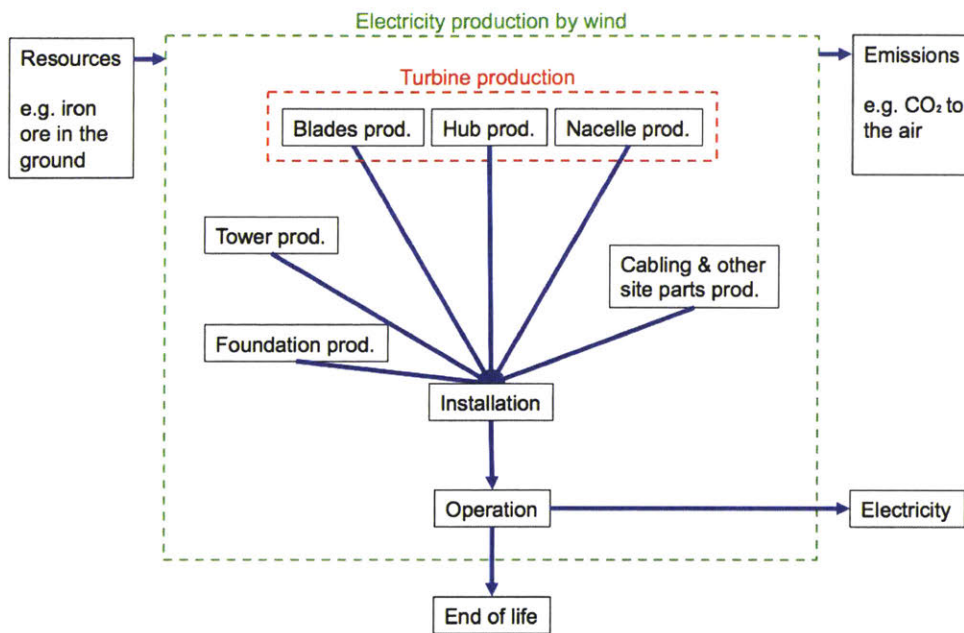 Electricity production by wind
Resources
e.g. iron
ore in the
ground
Emissions
e.g. CO₂ to
the air
Turbine production
Blades prod.
Hub prod.
Nacelle prod.
Tower prod.
Cabling & other
site parts prod.
Foundation prod.
Installation
Operation
Electricity
End of life